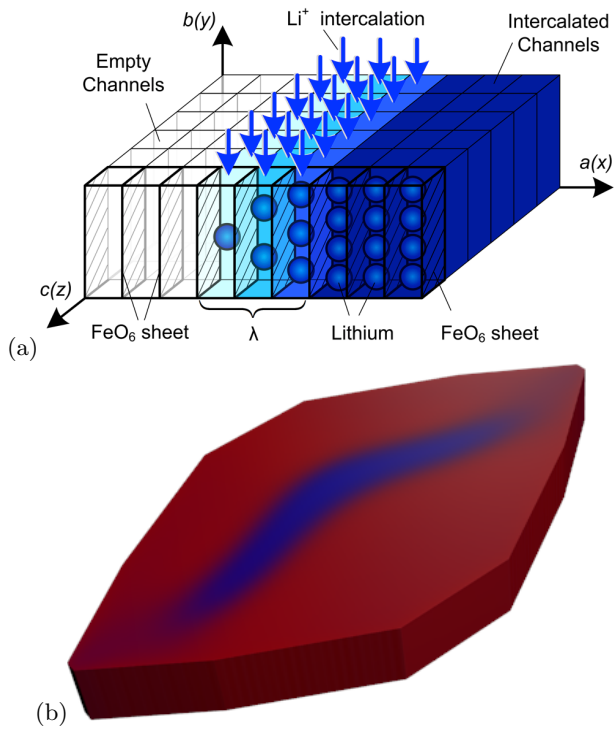 b(y)
Li⁺ intercalation
Intercalated
Channels
Empty
Channels
a(x)
c(z)
FeO₆ sheet
λ
Lithium
FeO₆ sheet
(a)
(b)